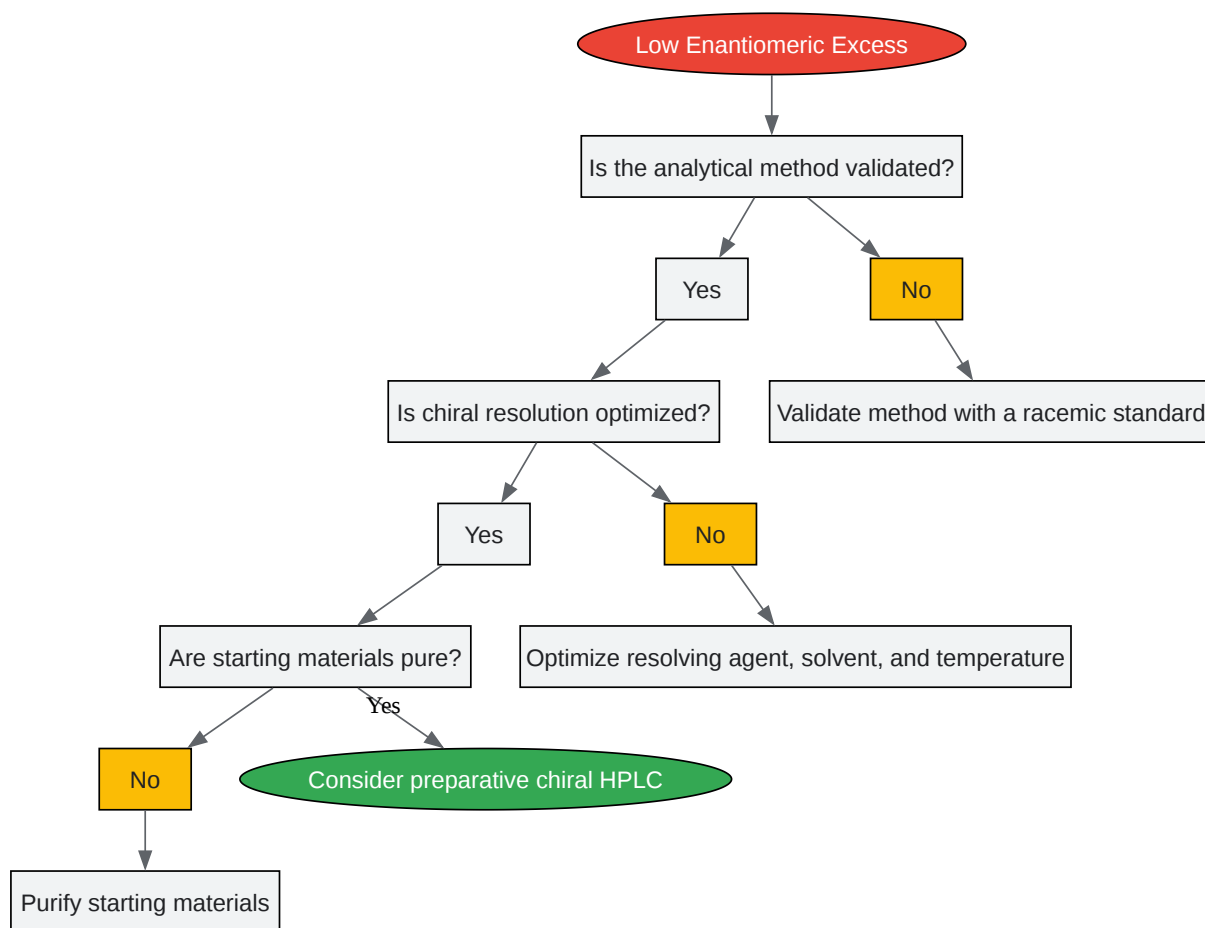 Low Enantiomeric Excess
Is the analytical method validated?
Yes
No
Is chiral resolution optimized?
Validate method with a racemic standard
Yes
No
Are starting materials pure?
Optimize resolving agent, solvent, and temperature
Yes
No
Consider preparative chiral HPLC
Purify starting materials